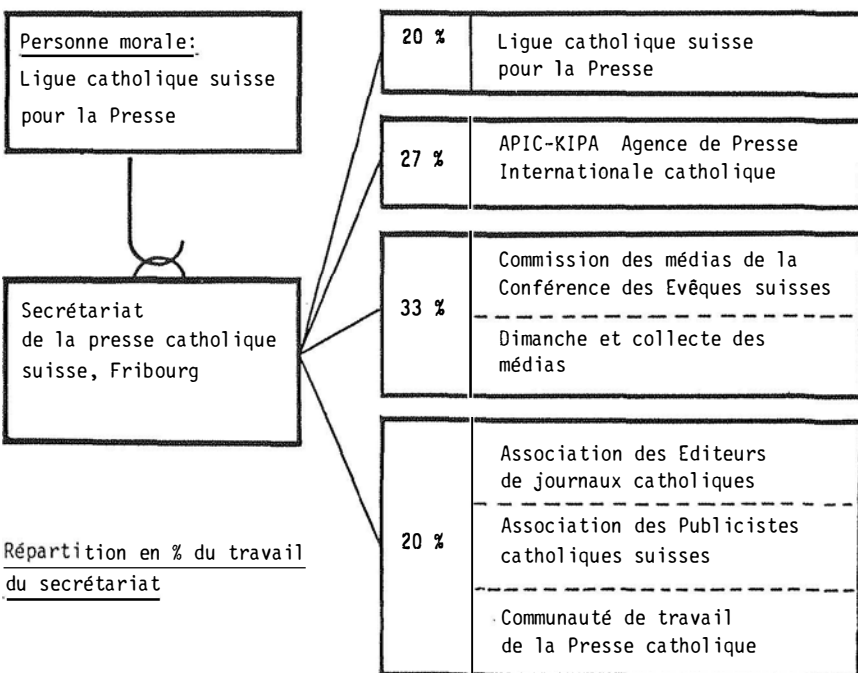 Personne morale:
Ligue catholique suisse
pour la Presse
Secrétariat
de la presse catholique
suisse, Fribourg
Répartition en % du travail
du secrétariat
20 %
Ligue catholique suisse
pour la Presse
27 %
APIC-KIPA Agence de Presse
Internationale catholique
33 %
Commission des médias de la
Conférence des Evêques suisses
Dimanche et collecte des
médias
20 %
Association des Editeurs
de journaux catholiques
Association des Publicistes
catholiques suisses
Communauté de travail
de la Presse catholique